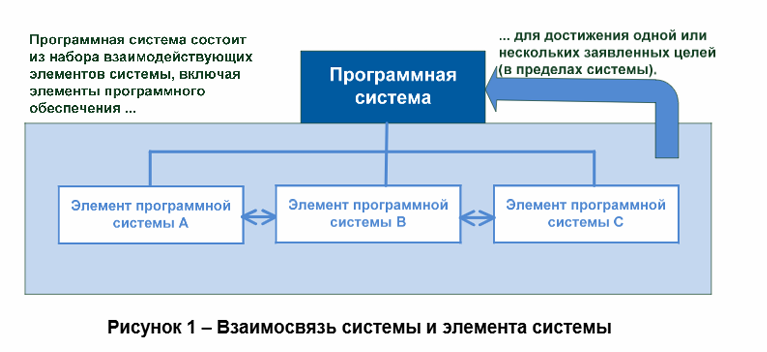 Программная система состоит
из набора взаимодействующих
элементов системы, включая
элементы программного
обеспечения ...
... для достижения одной или
нескольких заявленных целей
(в пределах системы).
Программная
система
Элемент программной
системы А
Элемент программной
системы В
Элемент программной
системы С
Рисунок 1 – Взаимосвязь системы и элемента системы